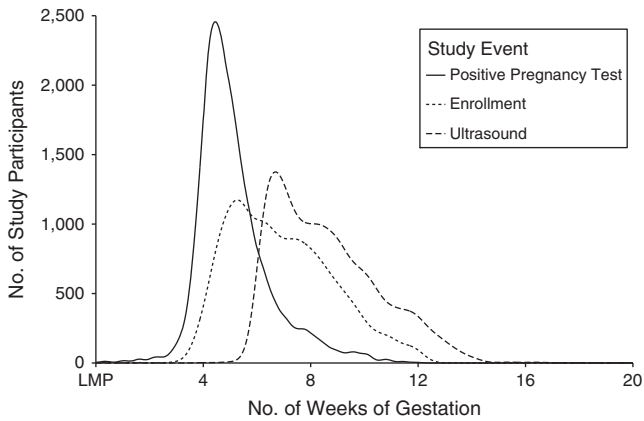 2,500
2,000
1,500
1,000
500
0
No. of Study Participants
Study Event
Positive Pregnancy Test
Enrollment
Ultrasound
LMP 4 8 12 16 20
No. of Weeks of Gestation